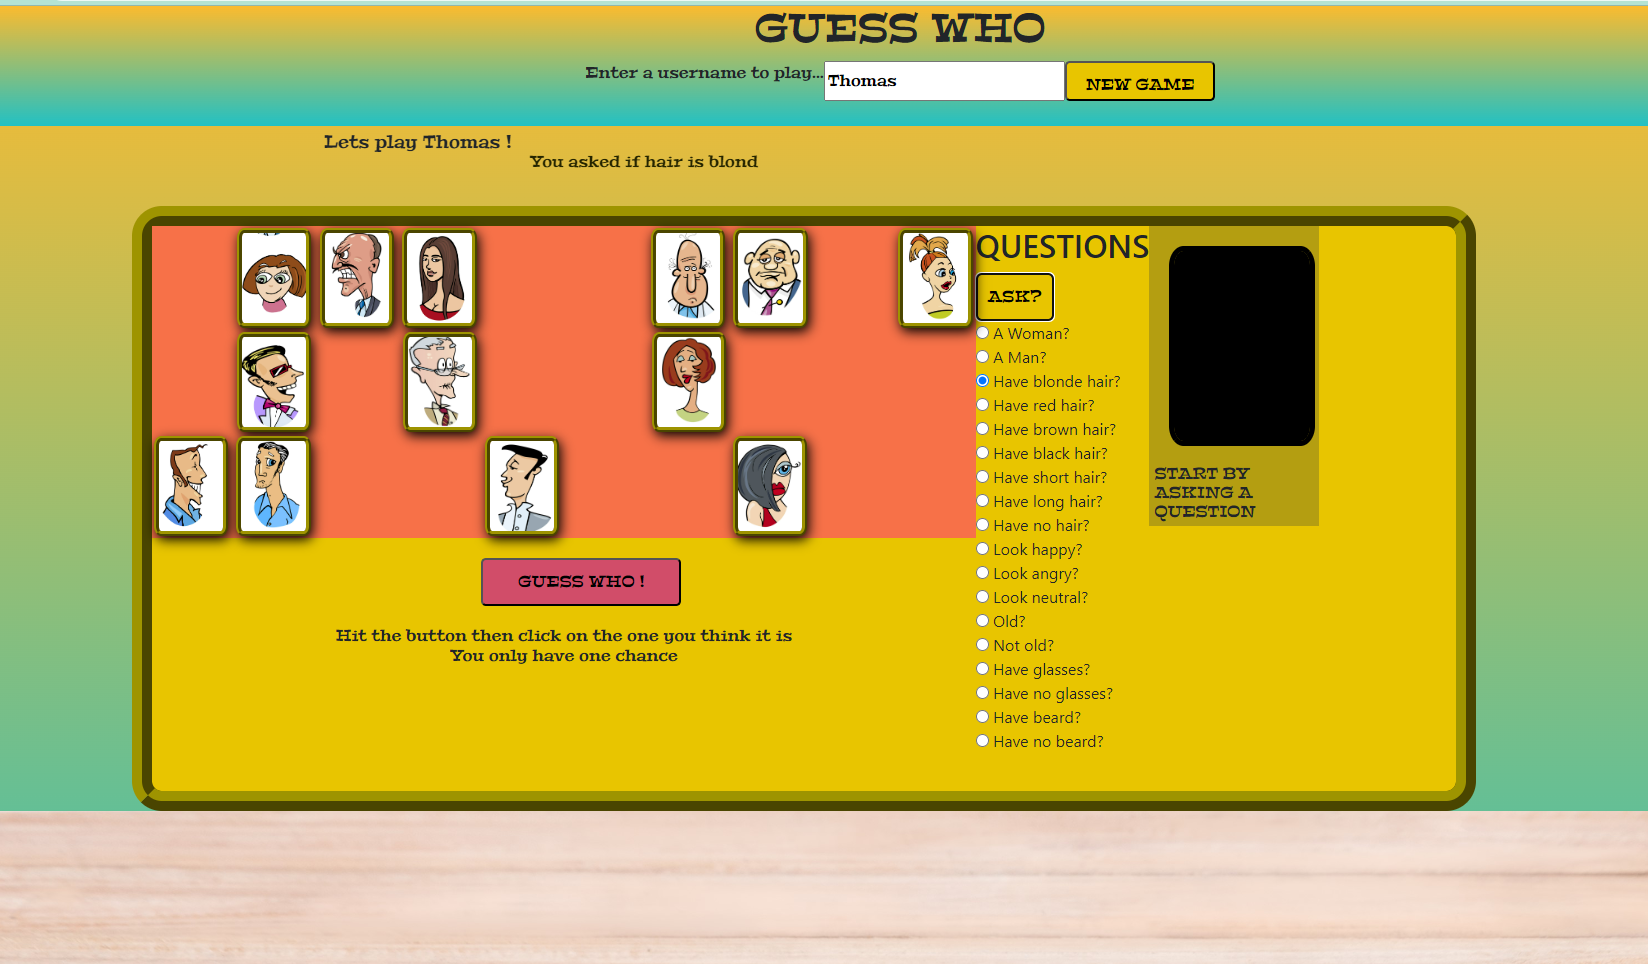 GUESS WHO
Enter a username to play...
Thomas
NEW GAME
Lets play Thomas !
You asked if hair is blond
QUESTIONS
ASK?
A Woman?
A Man?
Have blonde hair?
Have red hair?
Have brown hair?
Have black hair?
Have short hair?
Have long hair?
Have no hair?
Look happy?
Look angry?
Look neutral?
Old?
Not old?
Have glasses?
Have no glasses?
Have beard?
Have no beard?
START BY
ASKING A
QUESTION
GUESS WHO !
Hit the button then click on the one you think it is
You only have one chance